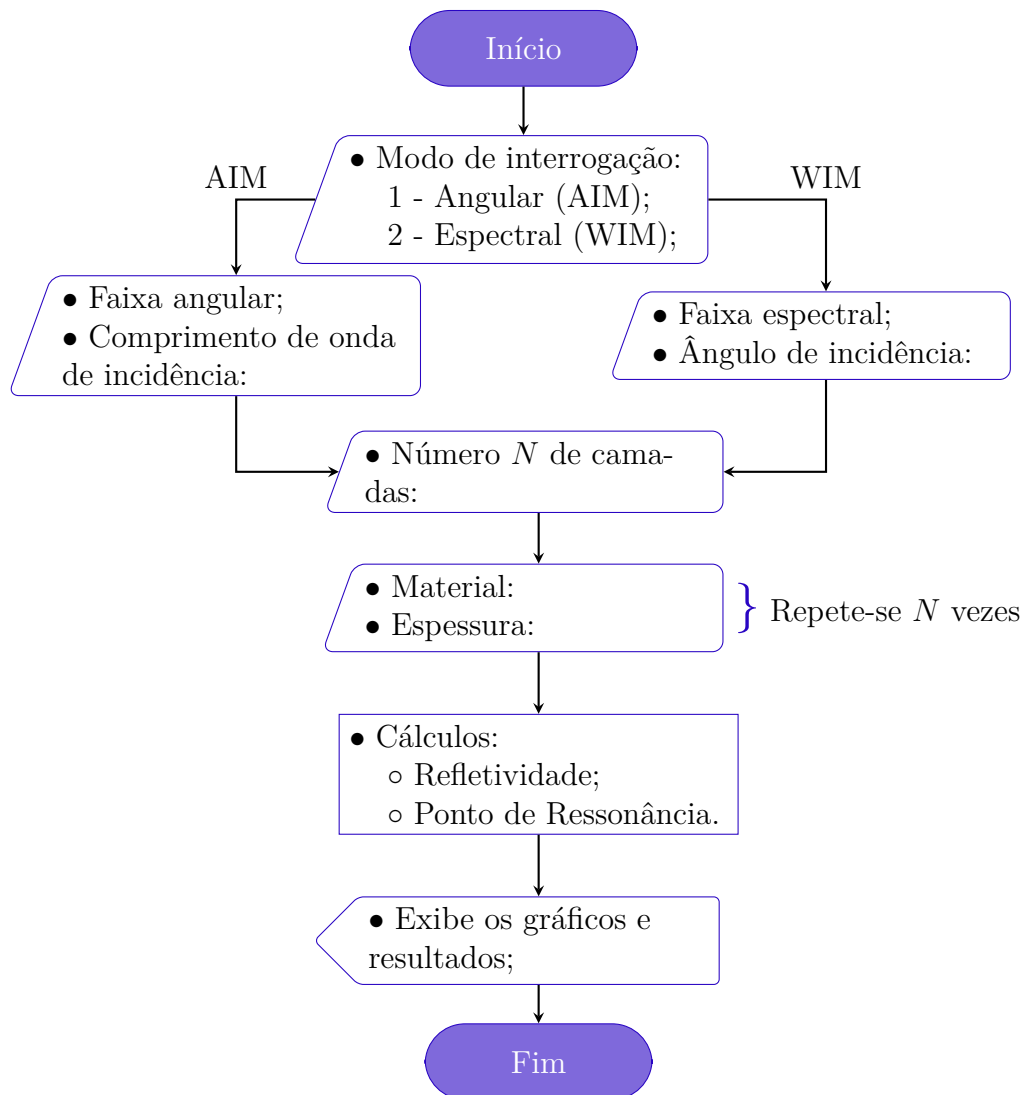 Início
● Modo de interrogação:
1 - Angular (AIM);
2 - Espectral (WIM);
AIM
WIM
● Faixa angular;
● Comprimento de onda
de incidência:
● Faixa espectral;
● Ângulo de incidência:
● Número N de cama-
das:
● Material:
● Espessura:
} Repete-se N vezes
● Cálculos:
○ Refletividade;
○ Ponto de Ressonância.
● Exibe os gráficos e
resultados;
Fim